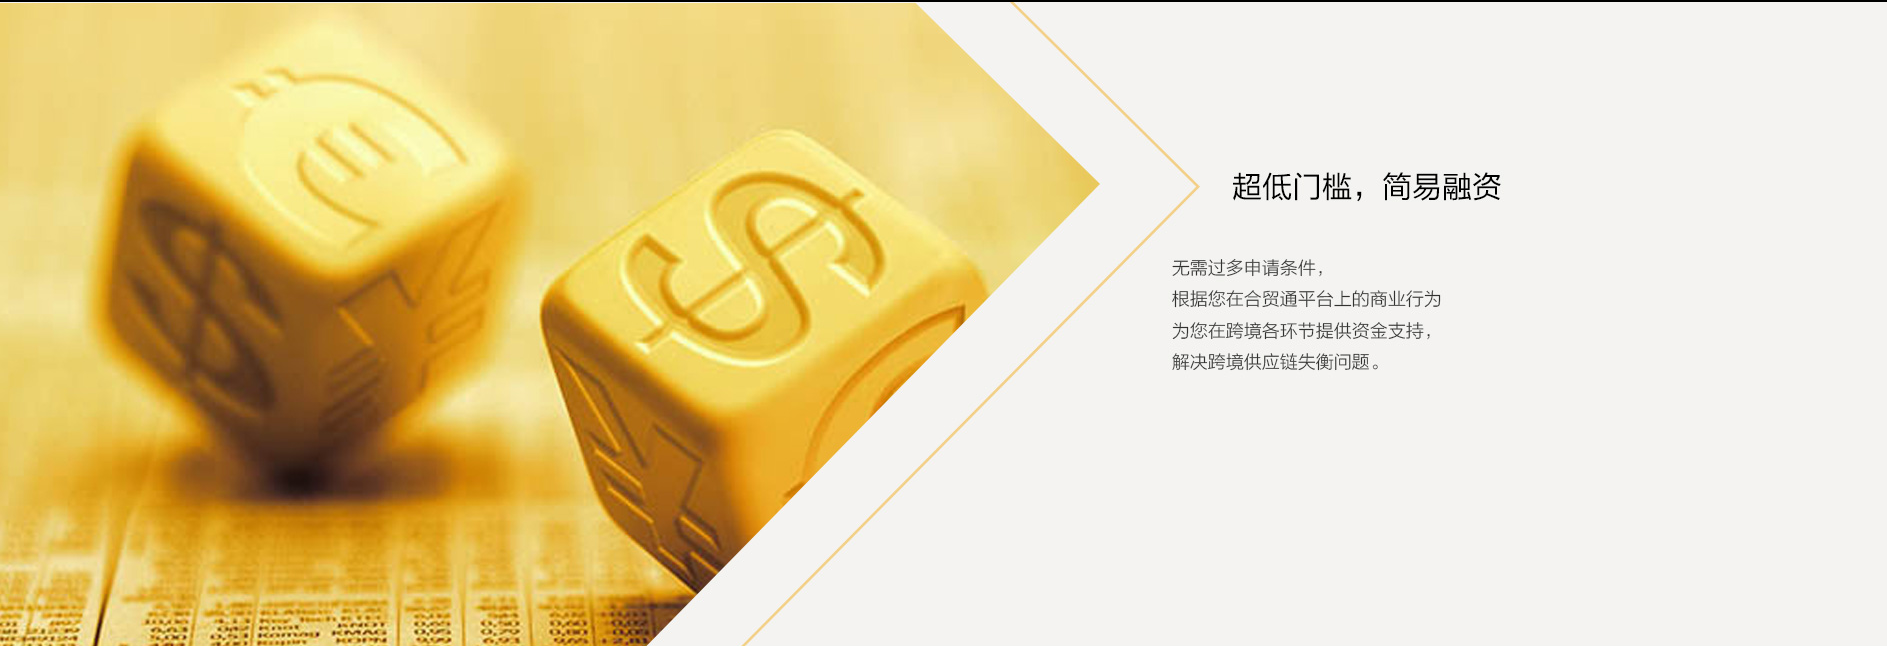 超低门槛，简易融资
无需过多申请条件，
根据您在合贸通平台上的商业行为
为您在跨境各环节提供资金支持，
解决跨境供应链失衡问题。